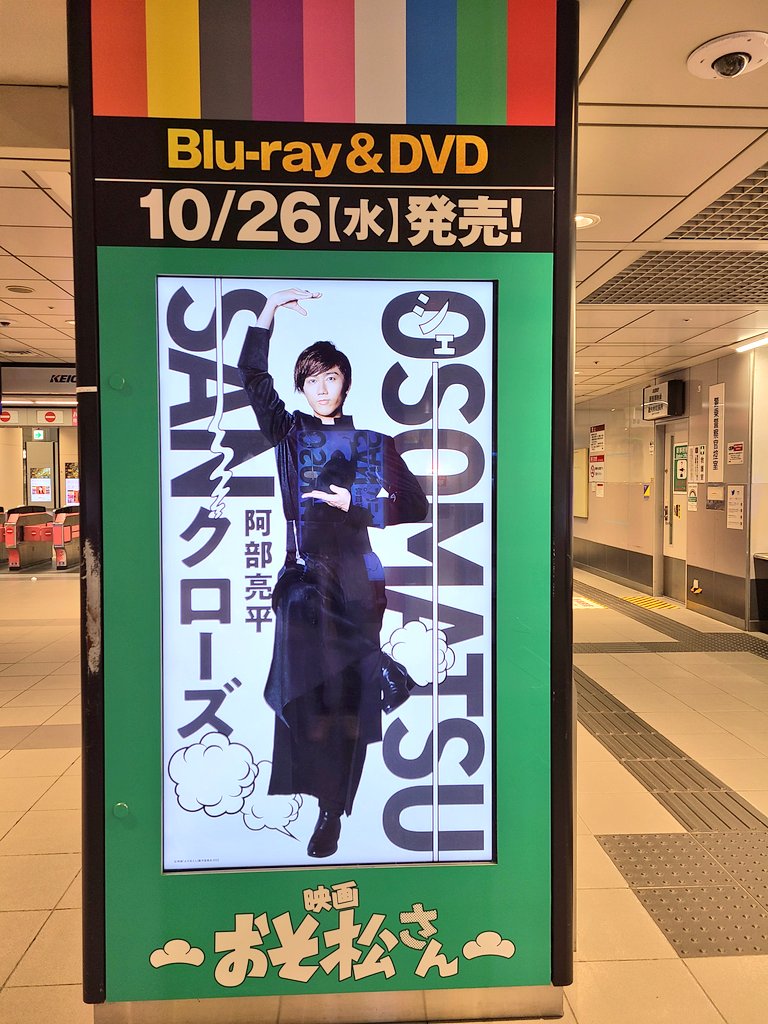 Blu-ray & DVD
10/26【水】発売!
OSOMATSU
シェ
SAN
クローズ
阿部亮平
映画
おそ松さん